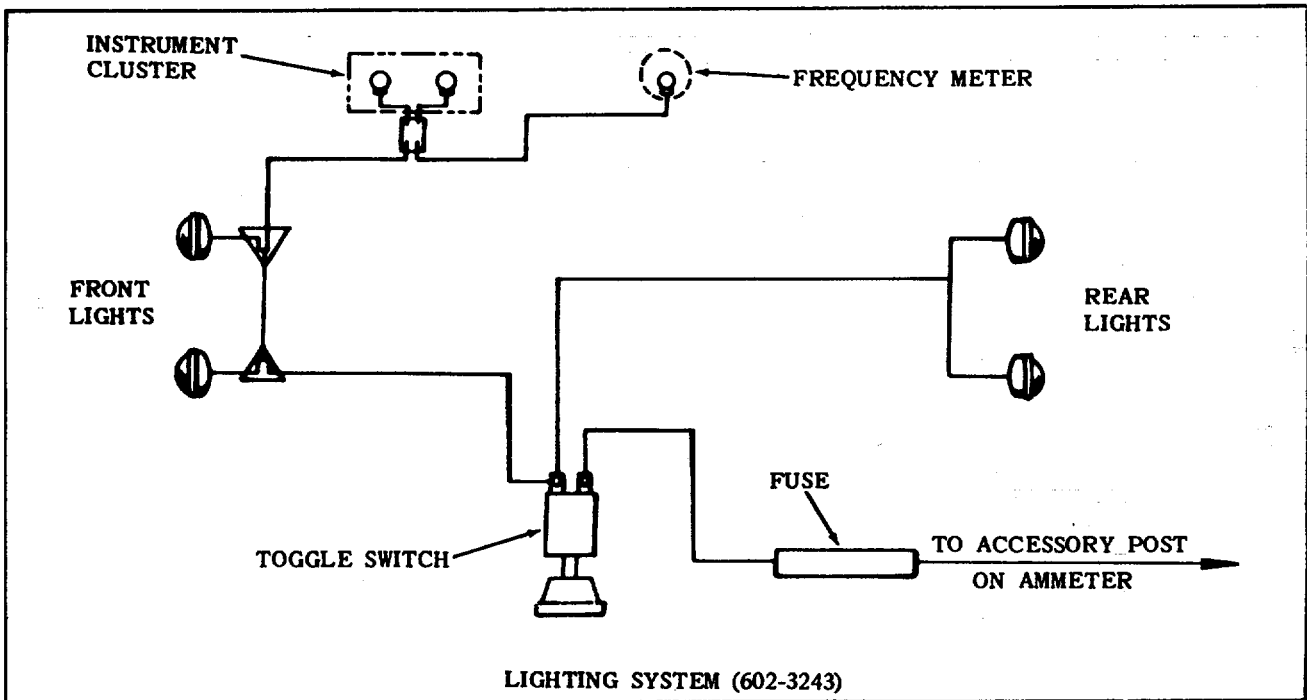 INSTRUMENT
CLUSTER
FREQUENCY METER
FRONT
LIGHTS
REAR
LIGHTS
FUSE
TOGGLE SWITCH
TO ACCESSORY POST
ON AMMETER
LIGHTING SYSTEM (602-3243)